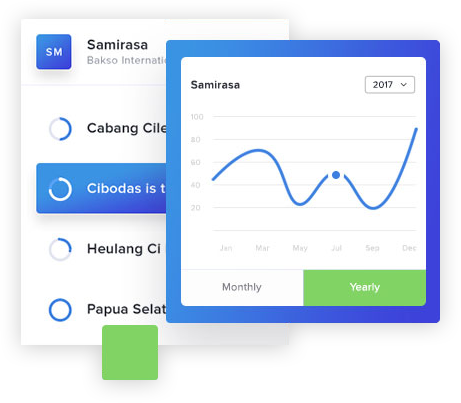 SM
Samirasa
Bakso Internatio
Cabang Cile
Cibodas is t
Heulang Ci
Papua Selat
Samirasa
2017
100
80
60
40
20
Jan Mar May Jul Sep Dec
Monthly Yearly